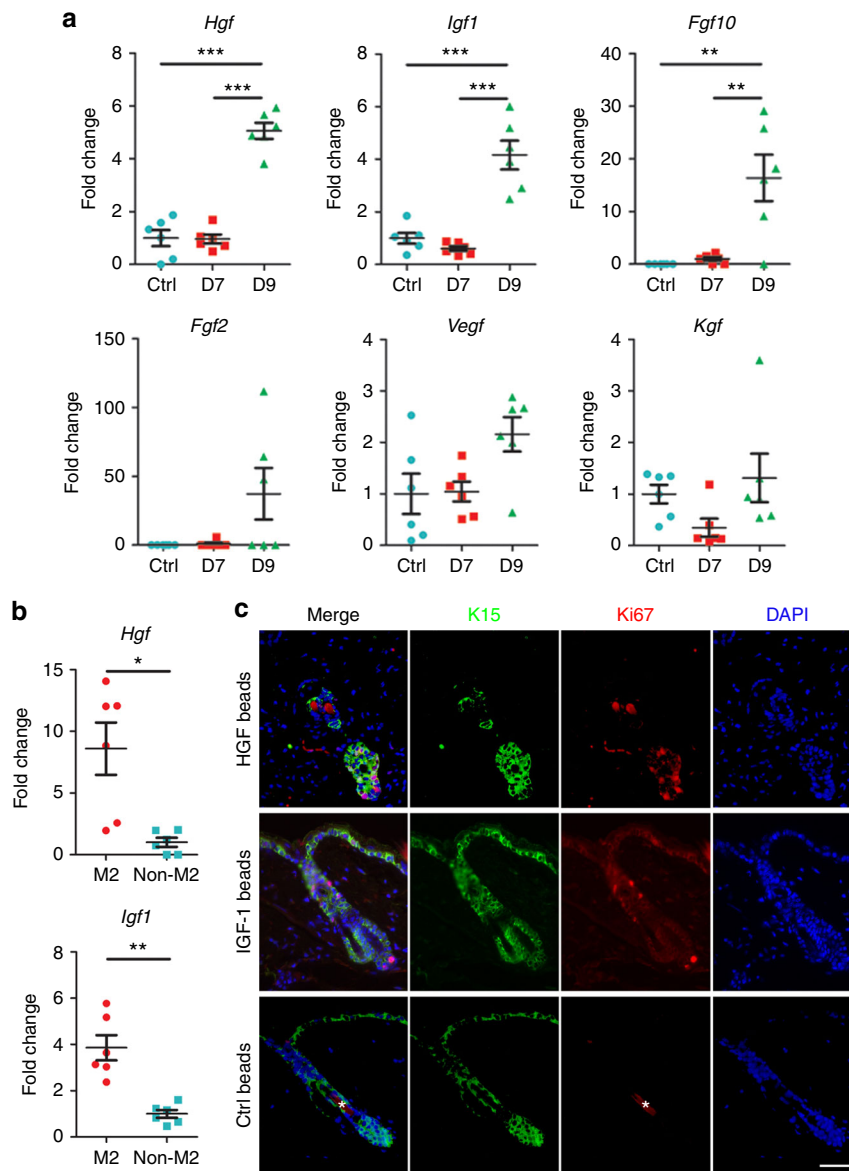 a
Hgf
Igf1
Fgf10
Fold change
8
6
4
2
0
***
***
Ctrl
D7
D9
Fold change
8
6
4
2
0
***
***
Ctrl
D7
D9
Fold change
40
30
20
10
0
**
**
Ctrl
D7
D9
Fgf2
Vegf
Kgf
Fold change
150
100
50
0
Ctrl
D7
D9
Fold change
4
3
2
1
0
Ctrl
D7
D9
Fold change
4
3
2
1
0
Ctrl
D7
D9
b
Hgf
Fold change
15
10
5
0
*
M2
Non-M2
Igf1
Fold change
8
6
4
2
0
**
M2
Non-M2
c
Merge
K15
Ki67
DAPI
HGF beads
IGF-1 beads
Ctrl beads
*
*